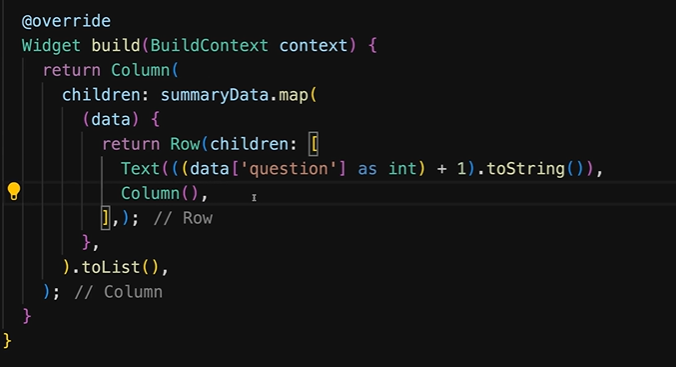 @override
Widget build(BuildContext context) {
return Column(
children: summaryData.map(
(data) {
return Row(children: [
Text(((data['question'] as int) + 1).toString()),
Column(),
],); // Row
},
).toList(),
); // Column
}
}